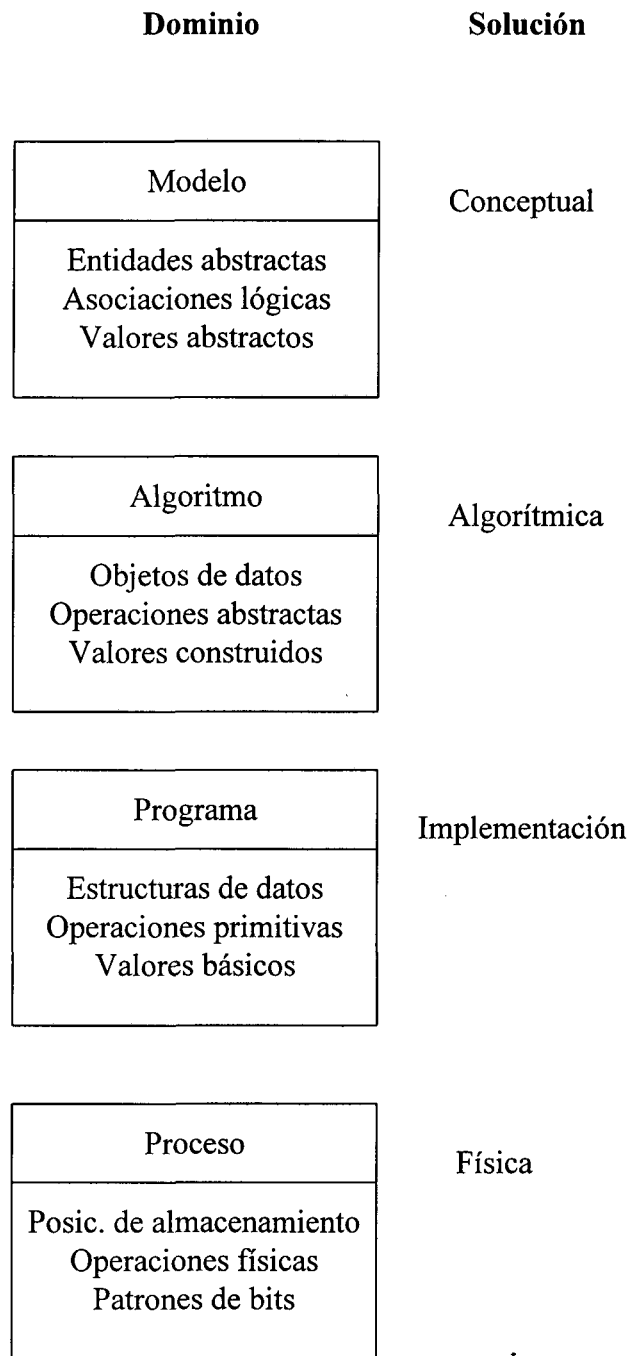 Dominio Solución
Modelo
Conceptual
Entidades abstractas
Asociaciones lógicas
Valores abstractos
Algoritmo
Algorítmica
Objetos de datos
Operaciones abstractas
Valores construidos
Programa
Implementación
Estructuras de datos
Operaciones primitivas
Valores básicos
Proceso
Física
Posic. de almacenamiento
Operaciones físicas
Patrones de bits